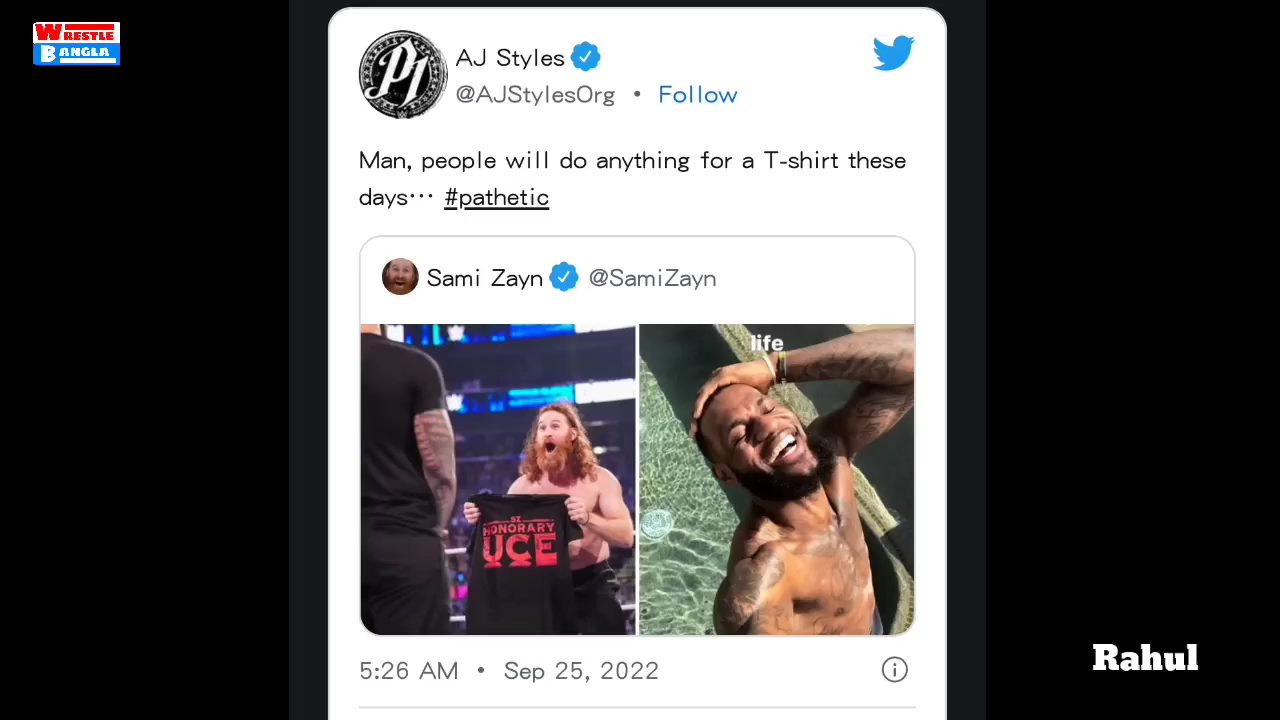 WRESTLE
BANGLA
AJ Styles
@AJStylesOrg • Follow
Man, people will do anything for a T-shirt these
days··· #pathetic
Sami Zayn @SamiZayn
life
SZ
HONORARY
UCE
5:26 AM • Sep 25, 2022
Rahul